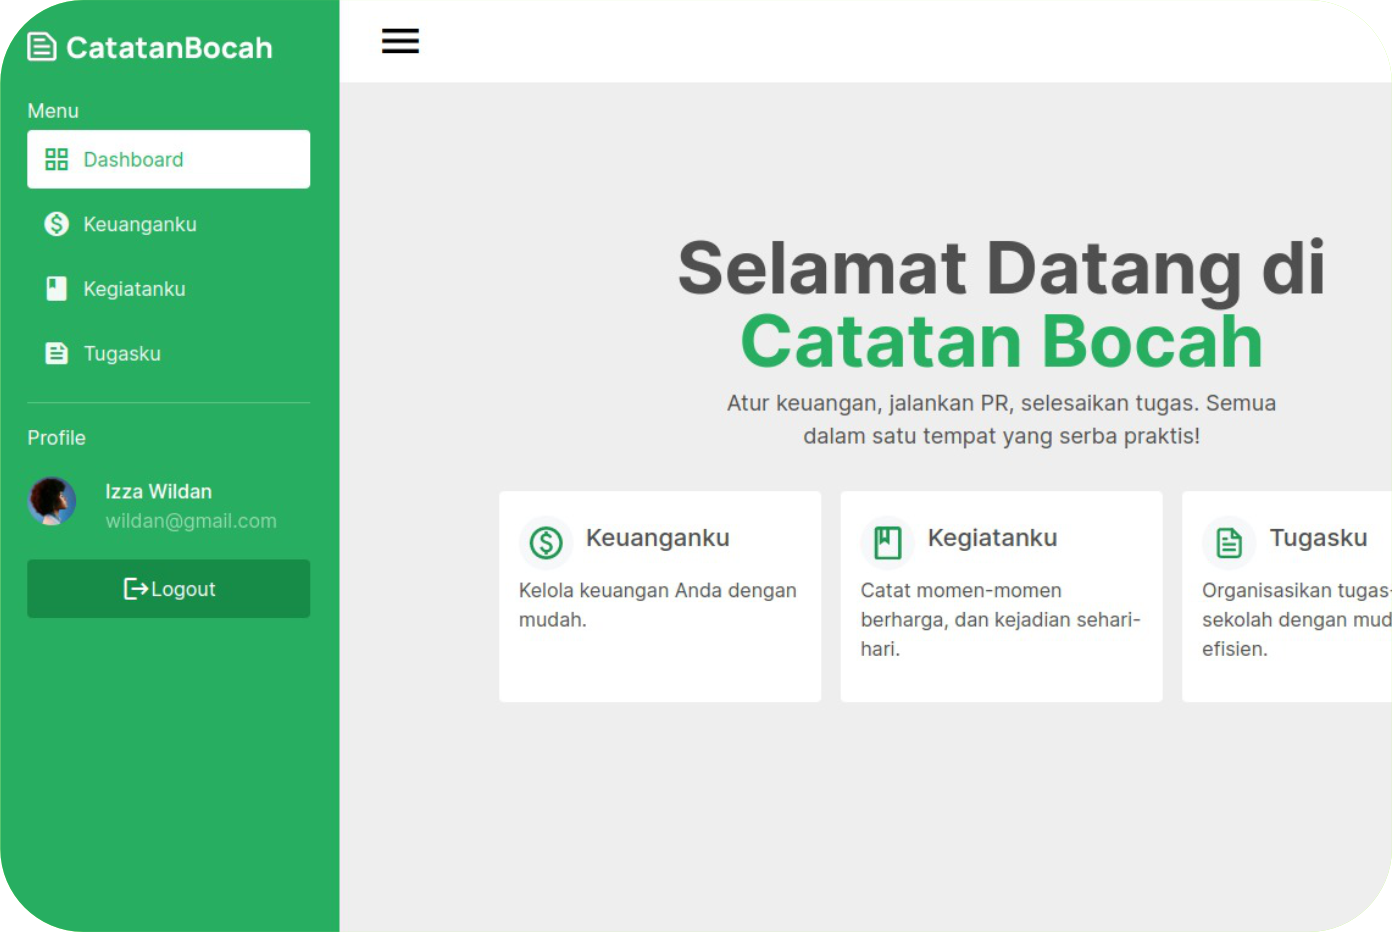 CatatanBocah
Menu
Dashboard
Keuanganku
Kegiatanku
Tugasku
Profile
Izza Wildan
wildan@gmail.com
Logout
Selamat Datang di
Catatan Bocah
Atur keuangan, jalankan PR, selesaikan tugas. Semua
dalam satu tempat yang serba praktis!
Keuanganku
Kelola keuangan Anda dengan
mudah.
Kegiatanku
Catat momen-momen
berharga, dan kejadian sehari-
hari.
Tugasku
Organisasikan tugas-
sekolah dengan mud
efisien.